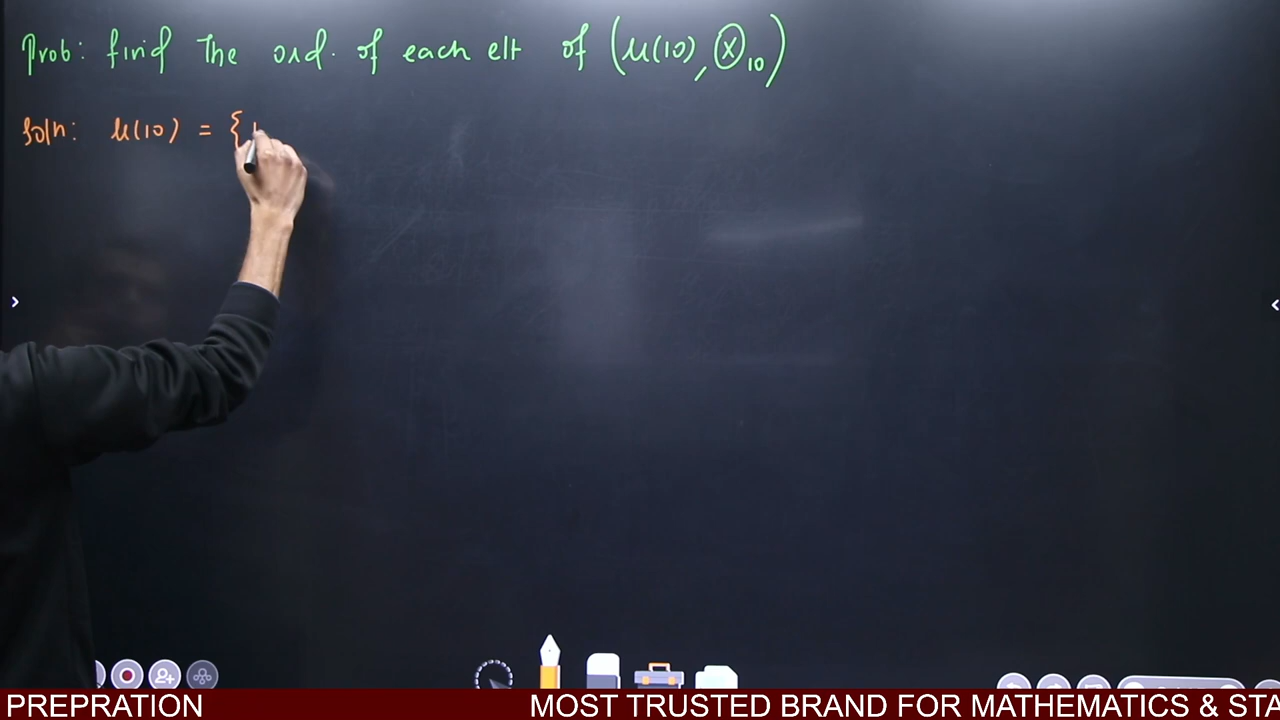 Prob: find the ord. of each elt of (u(10), ⊗₁₀)
Soln: u(10) = {1
PREPRATION MOST TRUSTED BRAND FOR MATHEMATICS & STA